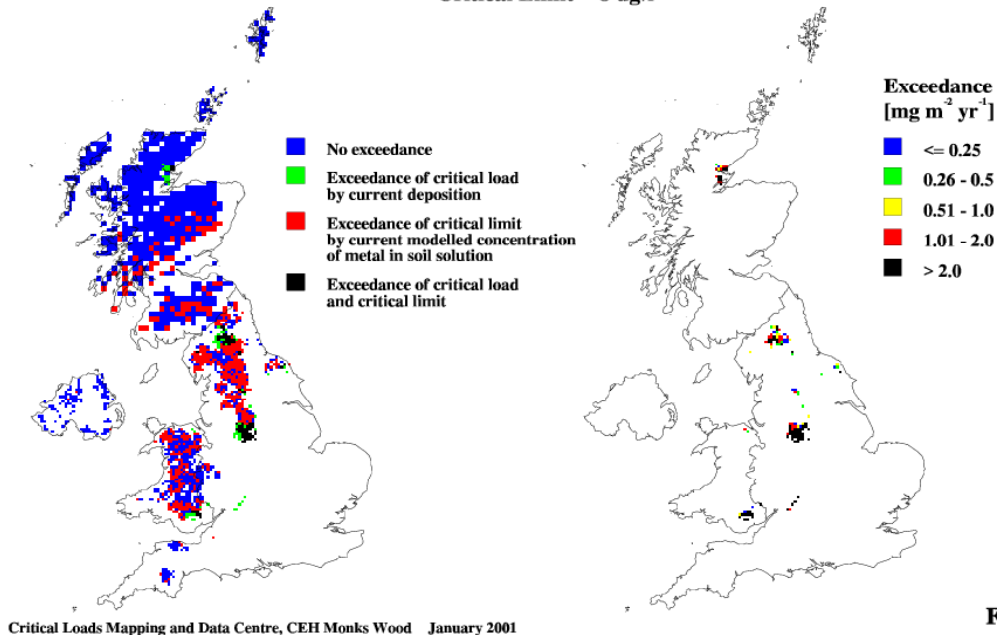 No exceedance
Exceedance of critical load
by current deposition
Exceedance of critical limit
by current modelled concentration
of metal in soil solution
Exceedance of critical load
and critical limit
Exceedance
[mg m⁻² yr⁻¹]
<= 0.25
0.26 - 0.5
0.51 - 1.0
1.01 - 2.0
> 2.0
Critical Loads Mapping and Data Centre, CEH Monks Wood January 2001
F